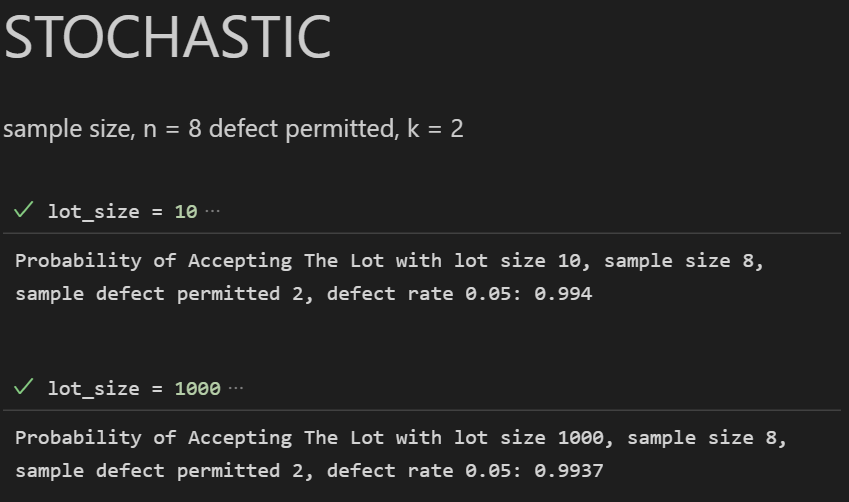 STOCHASTIC
sample size, n = 8 defect permitted, k = 2
lot_size = 10 ···
Probability of Accepting The Lot with lot size 10, sample size 8,
sample defect permitted 2, defect rate 0.05: 0.994
lot_size = 1000 ···
Probability of Accepting The Lot with lot size 1000, sample size 8,
sample defect permitted 2, defect rate 0.05: 0.9937